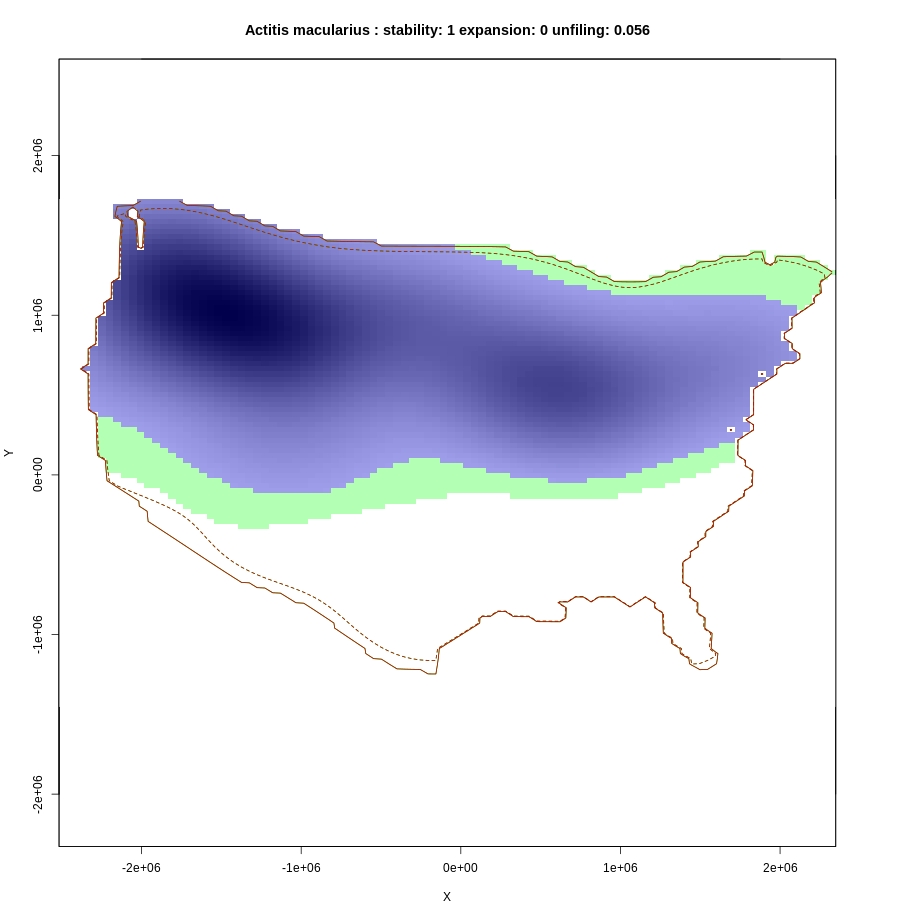 Actitis macularius : stability: 1 expansion: 0 unfiling: 0.056
2e+06
1e+06
Y
0e+00
-1e+06
-2e+06
-2e+06 -1e+06 0e+00 1e+06 2e+06
X